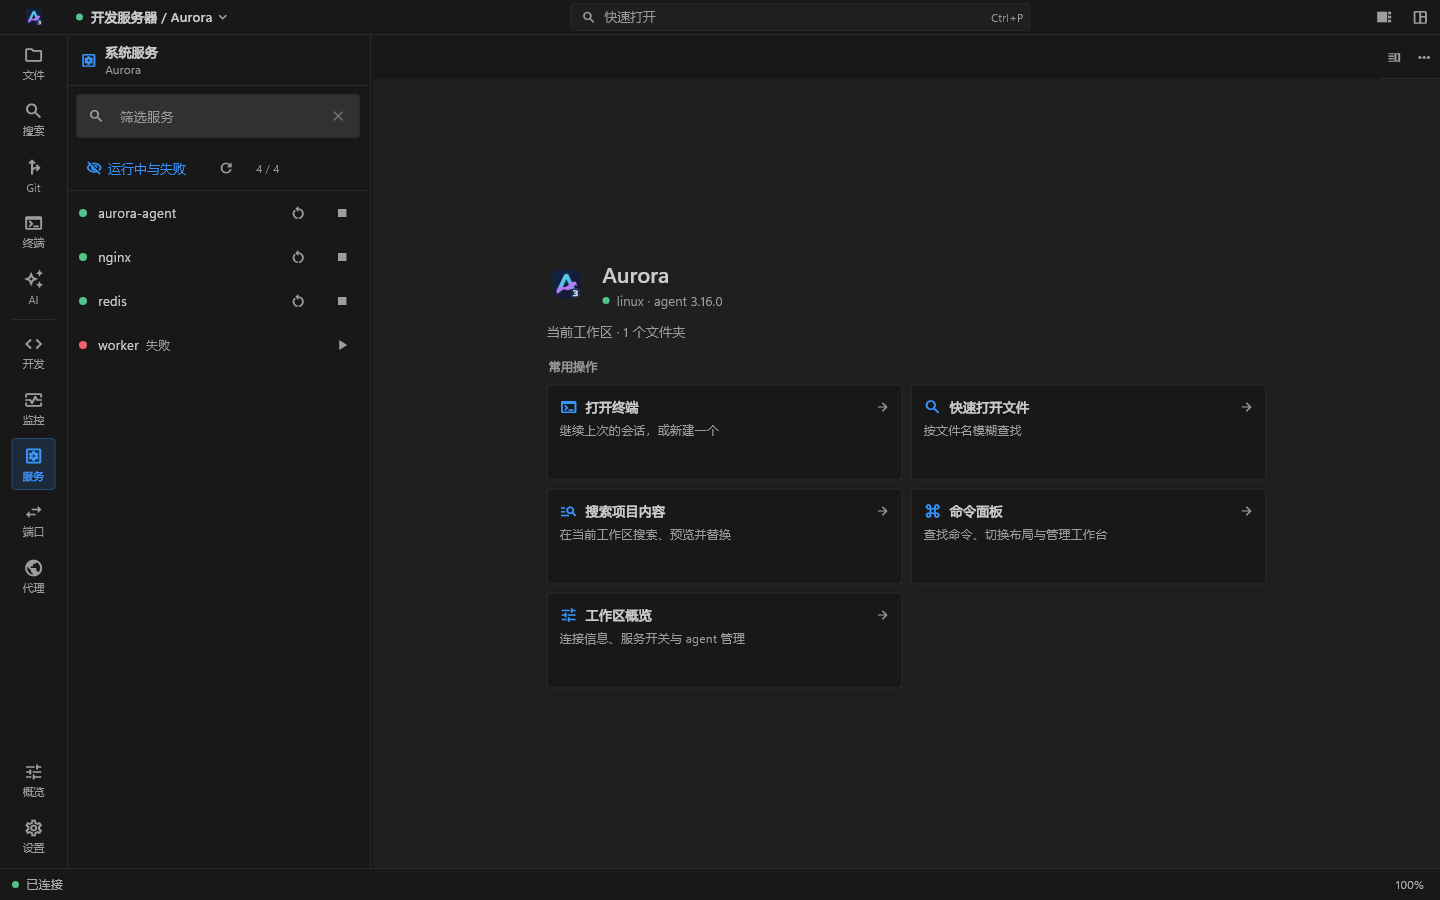 开发服务器 / Aurora
快速打开
Ctrl+P
文件
搜索
Git
终端
AI
开发
监控
服务
端口
代理
概览
设置
系统服务
Aurora
筛选服务
运行中与失败
4 / 4
aurora-agent
nginx
redis
worker 失败
Aurora
linux · agent 3.16.0
当前工作区 · 1 个文件夹
常用操作
打开终端
继续上次的会话，或新建一个
快速打开文件
按文件名模糊查找
搜索项目内容
在当前工作区搜索、预览并替换
命令面板
查找命令、切换布局与管理工作台
工作区概览
连接信息、服务开关与 agent 管理
已连接
100%